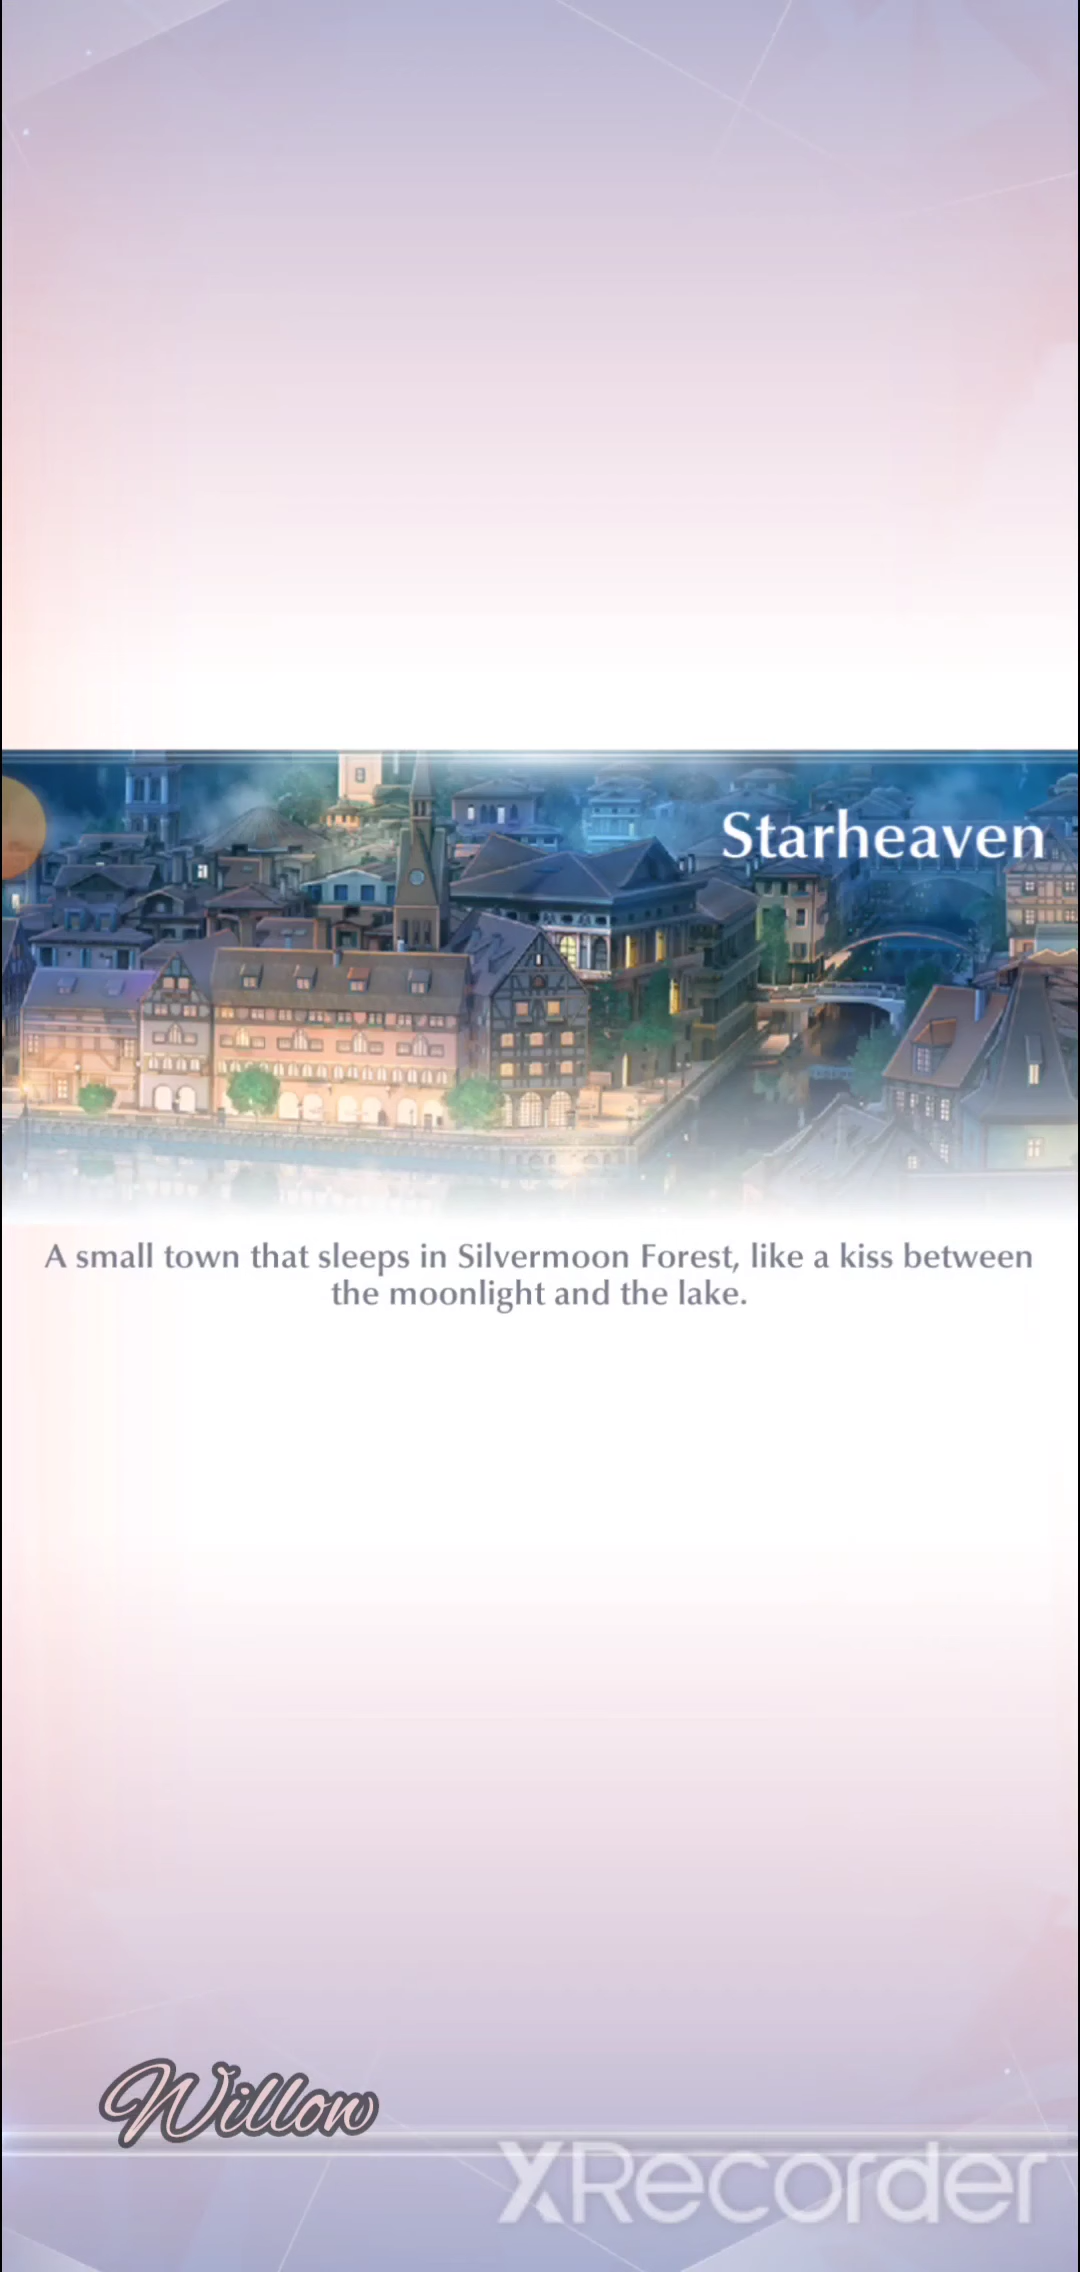 Starheaven
A small town that sleeps in Silvermoon Forest, like a kiss between
the moonlight and the lake.
Willow
XRecorder